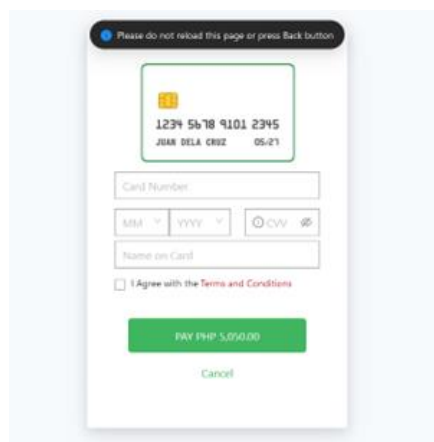 Please do not reload this page or press Back button
1234 5678 9101 2345
JUAN DELA CRUZ 05/27
Card Number
MM YYYY CVV
Name on Card
I Agree with the Terms and Conditions
PAY PHP 5,050.00
Cancel